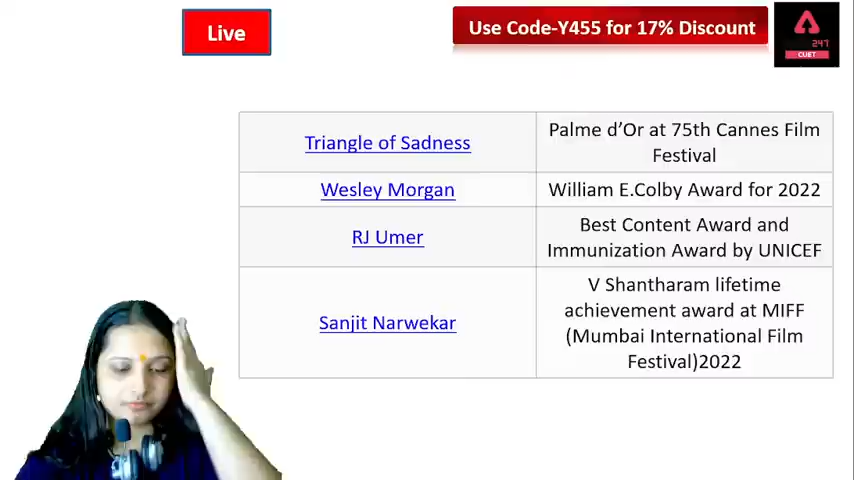 Live
Use Code-Y455 for 17% Discount
247
CUET
Triangle of Sadness
Palme d’Or at 75th Cannes Film
Festival
Wesley Morgan
William E.Colby Award for 2022
RJ Umer
Best Content Award and
Immunization Award by UNICEF
Sanjit Narwekar
V Shantharam lifetime
achievement award at MIFF
(Mumbai International Film
Festival)2022